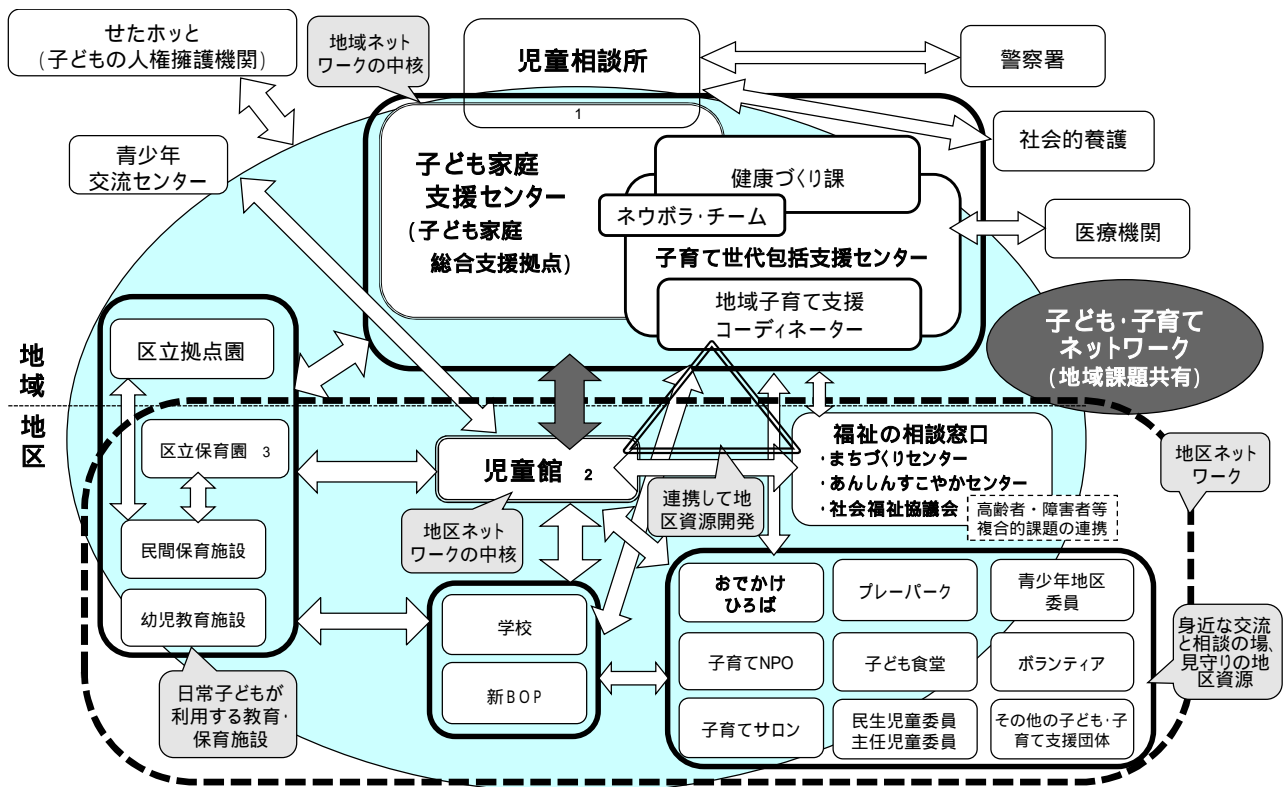 せたホッと
(子どもの人権擁護機関)
地域ネット
ワークの中核
児童相談所
1
警察署
社会的養護
青少年
交流センター
子ども家庭
支援センター
(子ども家庭
総合支援拠点)
健康づくり課
ネウボラ・チーム
子育て世代包括支援センター
地域子育て支援
コーディネーター
医療機関
子ども・子育て
ネットワーク
(地域課題共有)
地域
地区
区立拠点園
区立保育園 3
民間保育施設
幼児教育施設
日常子どもが
利用する教育・
保育施設
児童館 2
地区ネット
ワークの中核
連携して地
区資源開発
福祉の相談窓口
・まちづくりセンター
・あんしんすこやかセンター
・社会福祉協議会
高齢者・障害者等
複合的課題の連携
地区ネット
ワーク
学校
新BOP
おでかけ
ひろば
プレーパーク
青少年地区
委員
子育てNPO
子ども食堂
ボランティア
子育てサロン
民生児童委員
主任児童委員
その他の子ども・子
育て支援団体
身近な交流
と相談の場、
見守りの地
区資源